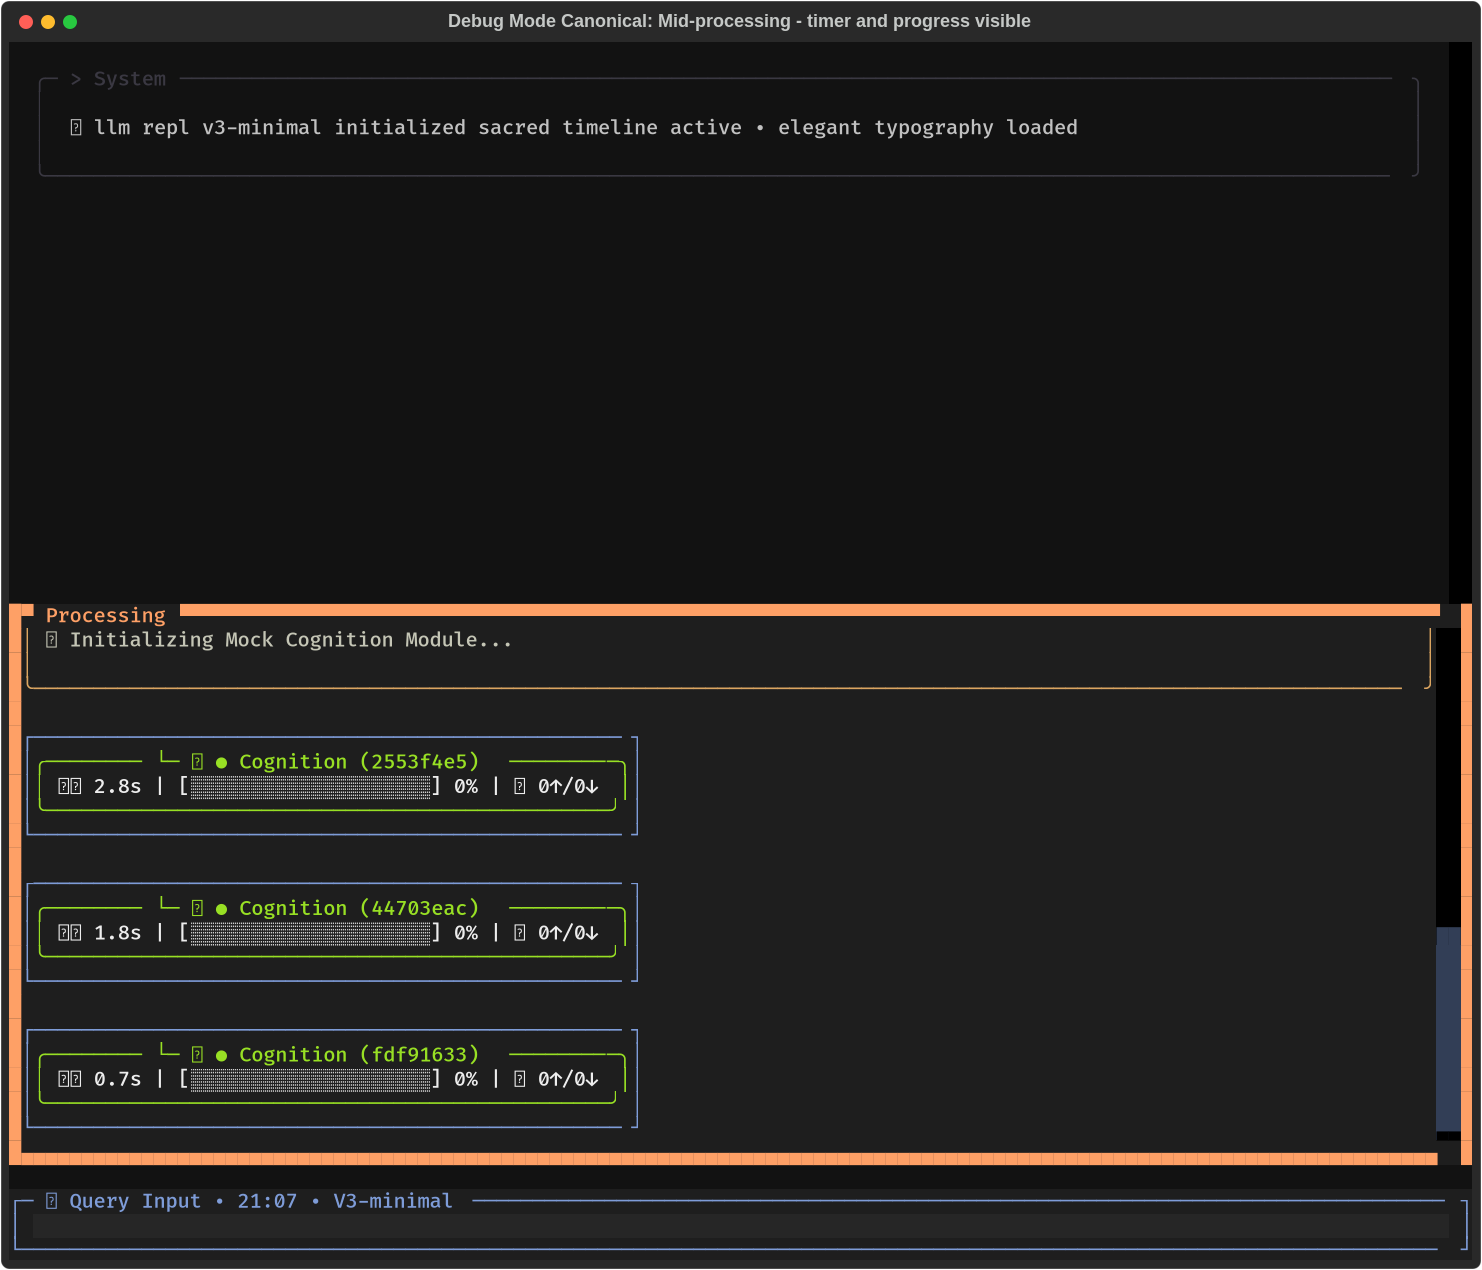 Debug Mode Canonical: Mid-processing - timer and progress visible
> System
llm repl v3-minimal initialized sacred timeline active • elegant typography loaded
Processing
Initializing Mock Cognition Module...
└─ ● Cognition (2553f4e5)
2.8s | [░░░░░░░░░░░░░░░░░░░░] 0% | 0↑/0↓
└─ ● Cognition (44703eac)
1.8s | [░░░░░░░░░░░░░░░░░░░░] 0% | 0↑/0↓
└─ ● Cognition (fdf91633)
0.7s | [░░░░░░░░░░░░░░░░░░░░] 0% | 0↑/0↓
Query Input • 21:07 • V3-minimal